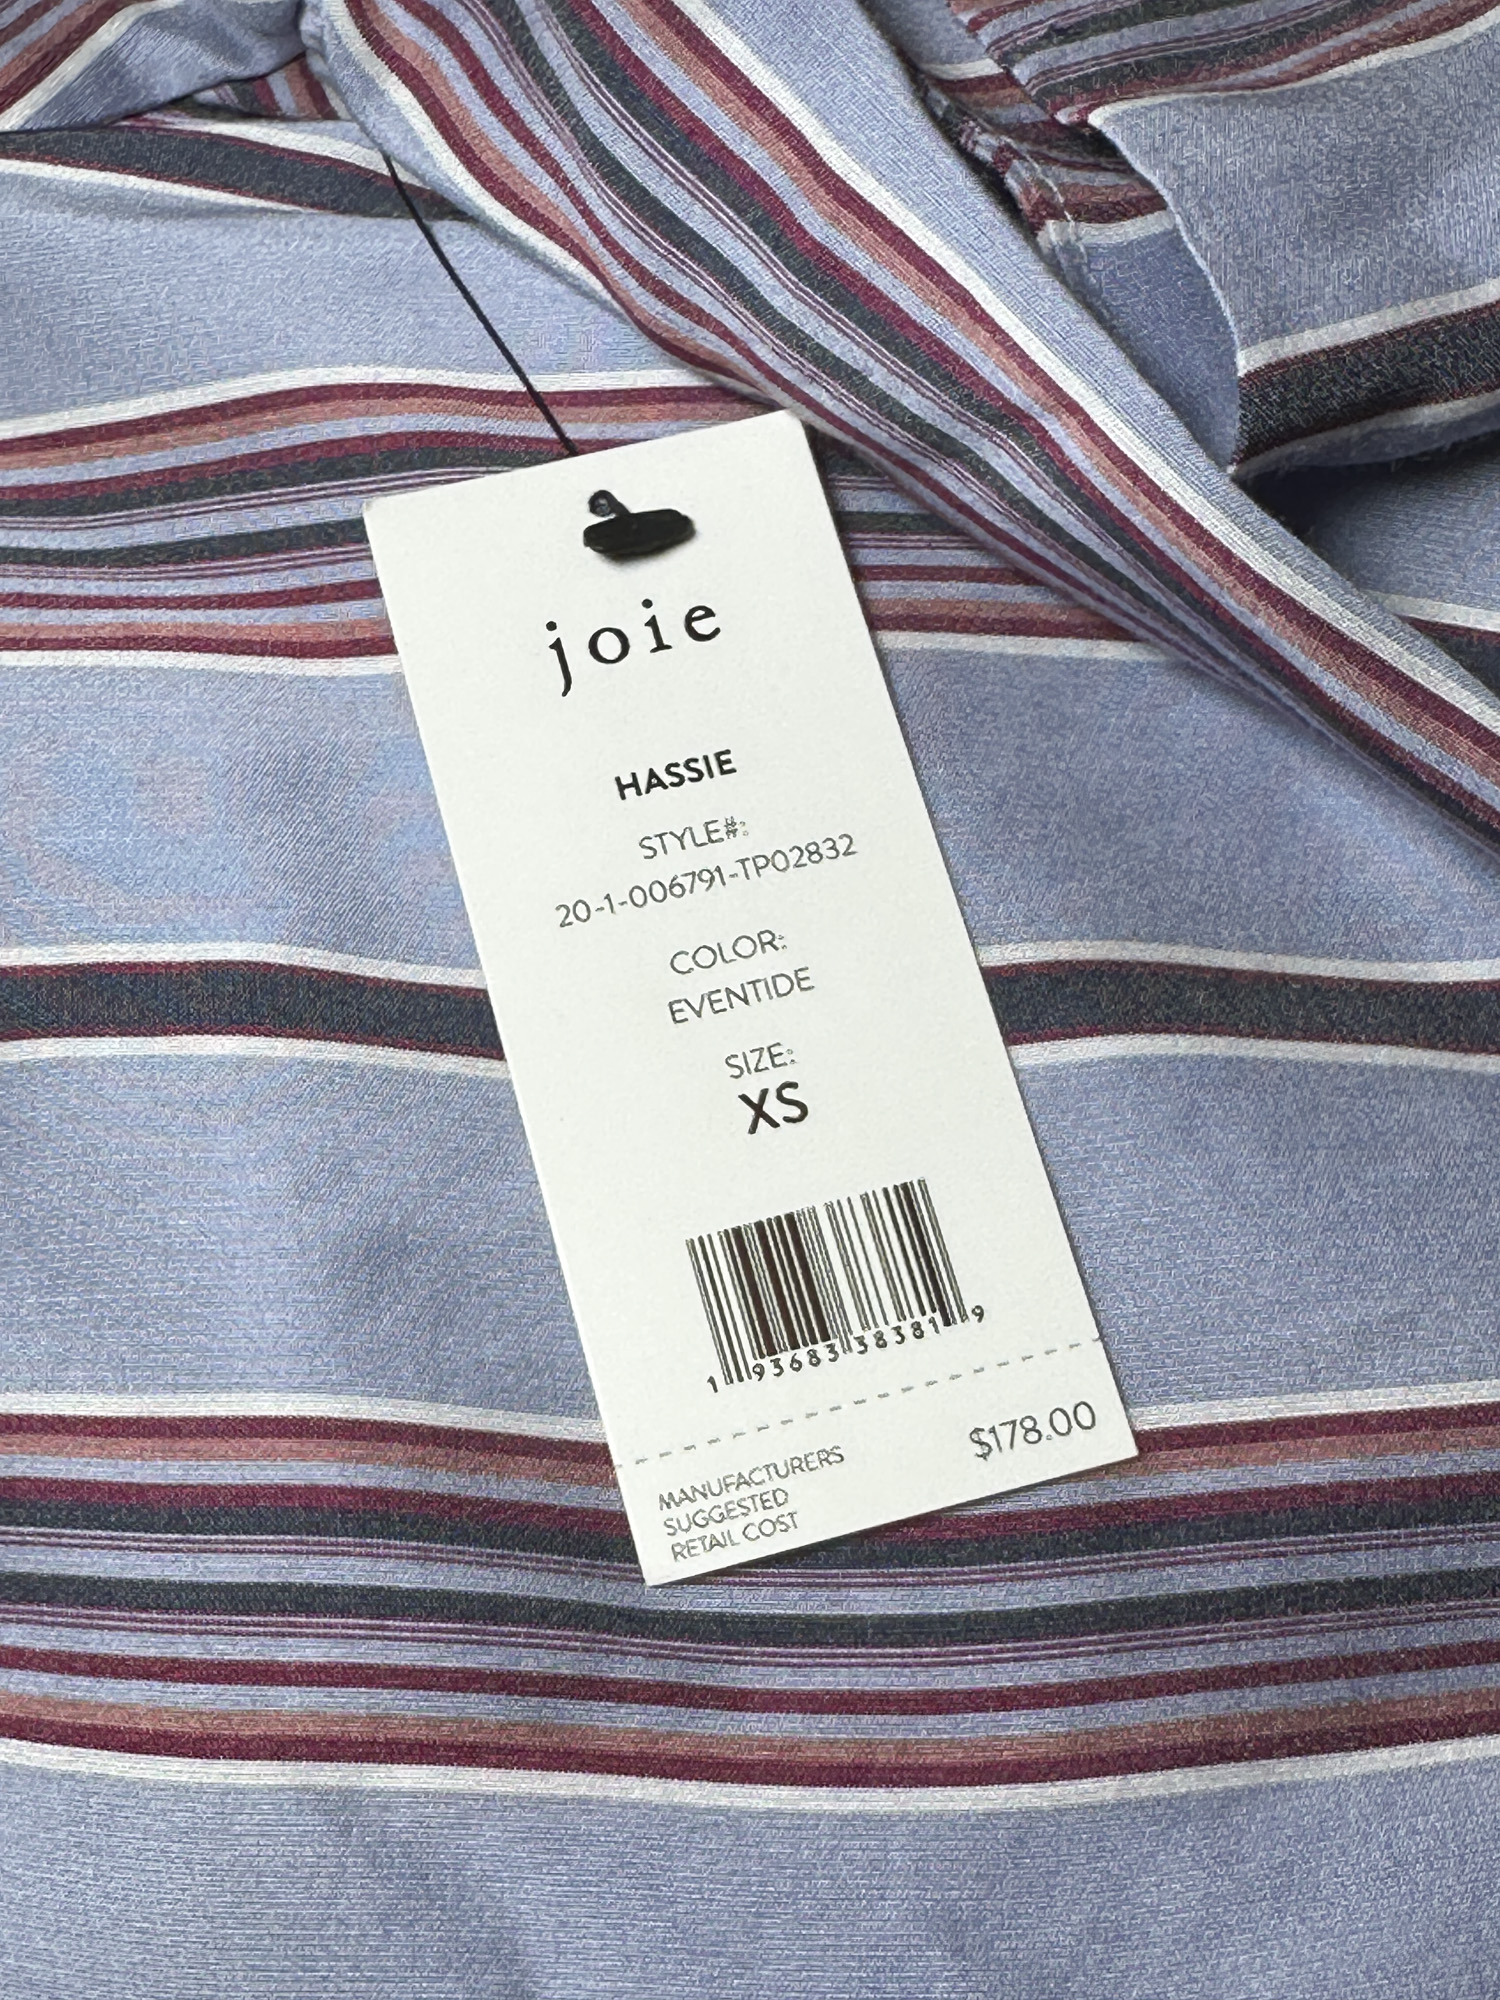 joie
HASSIE
STYLE#:
20-1-006791-TP02832
COLOR:
EVENTIDE
SIZE:
XS
1 93683 38381 9
MANUFACTURERS
SUGGESTED
RETAIL COST
$178.00